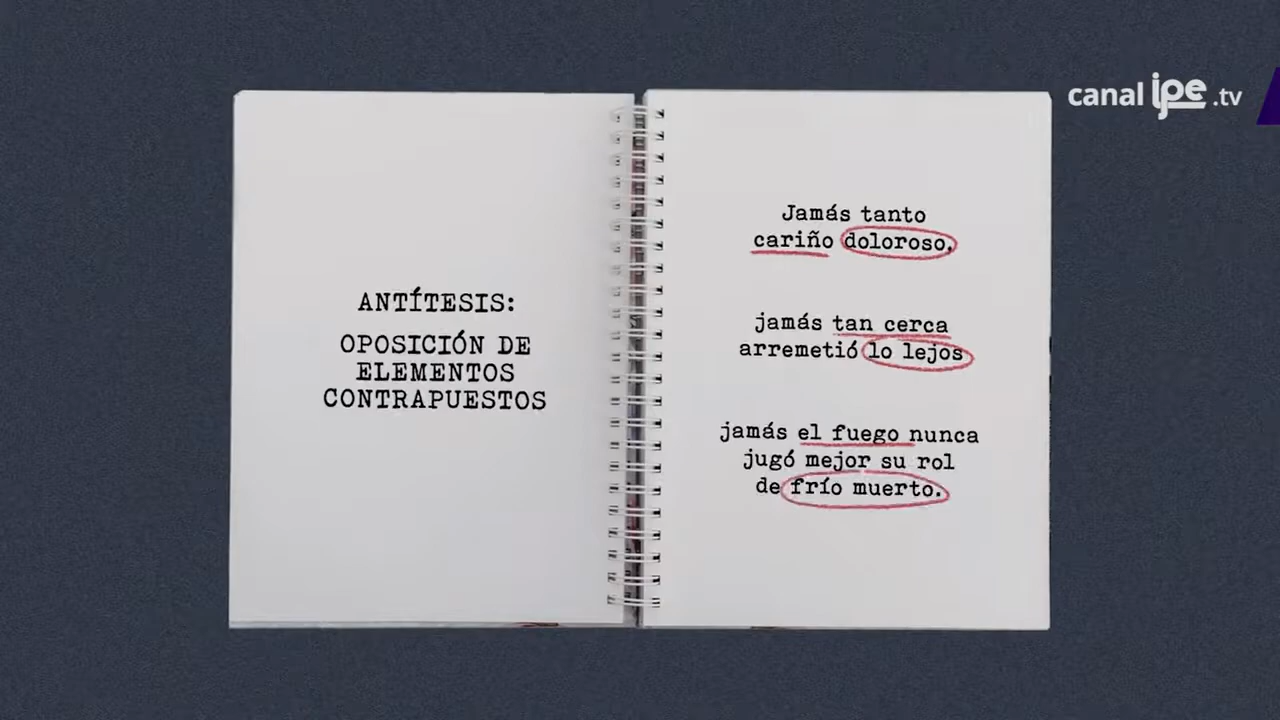 canal ipe.tv
ANTÍTESIS:
OPOSICIÓN DE
ELEMENTOS
CONTRAPUESTOS
Jamás tanto
cariño doloroso,
jamás tan cerca
arremetió lo lejos
jamás el fuego nunca
jugó mejor su rol
de frío muerto.